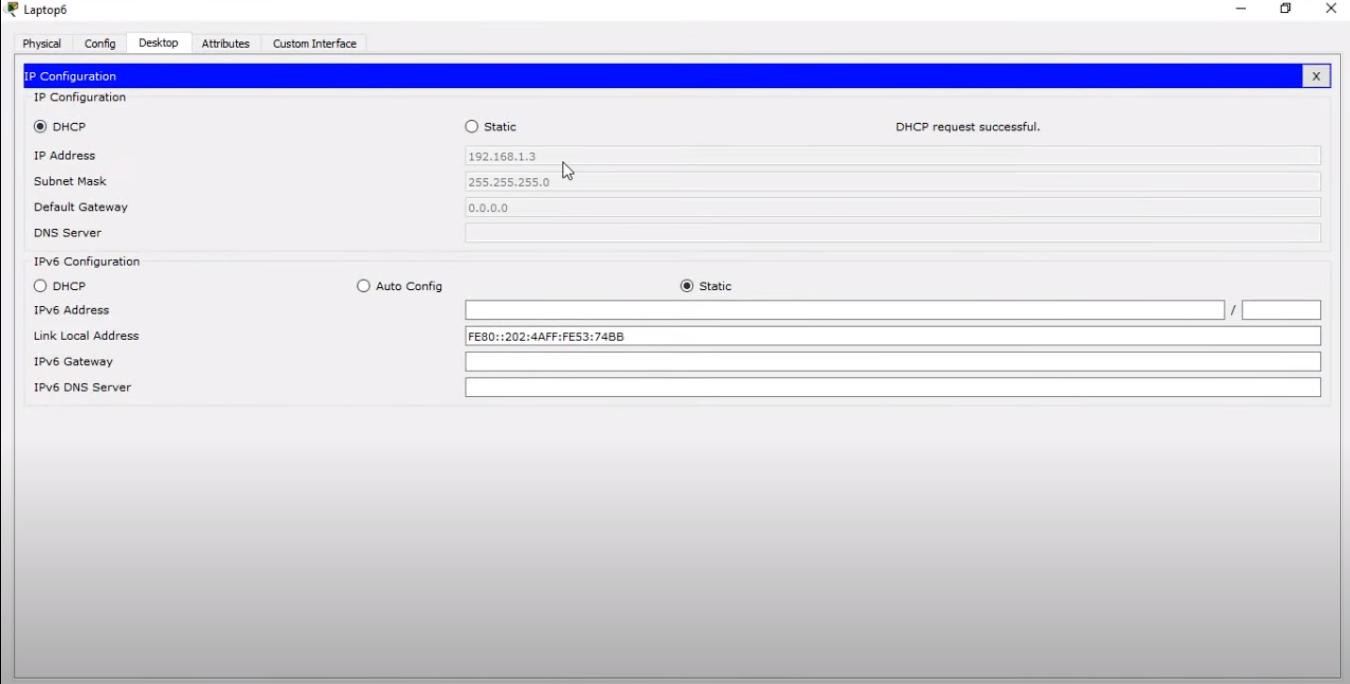 Laptop6
Physical Config Desktop Attributes Custom Interface
IP Configuration X
IP Configuration
DHCP Static DHCP request successful.
IP Address 192.168.1.3
Subnet Mask 255.255.255.0
Default Gateway 0.0.0.0
DNS Server
IPv6 Configuration
DHCP Auto Config Static
IPv6 Address /
Link Local Address FE80::202:4AFF:FE53:74BB
IPv6 Gateway
IPv6 DNS Server